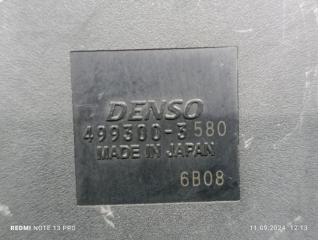 DENSO
499300-3580
MADE IN JAPAN
6B08
REDMI NOTE 13 PRO
11.09.2024 12:13